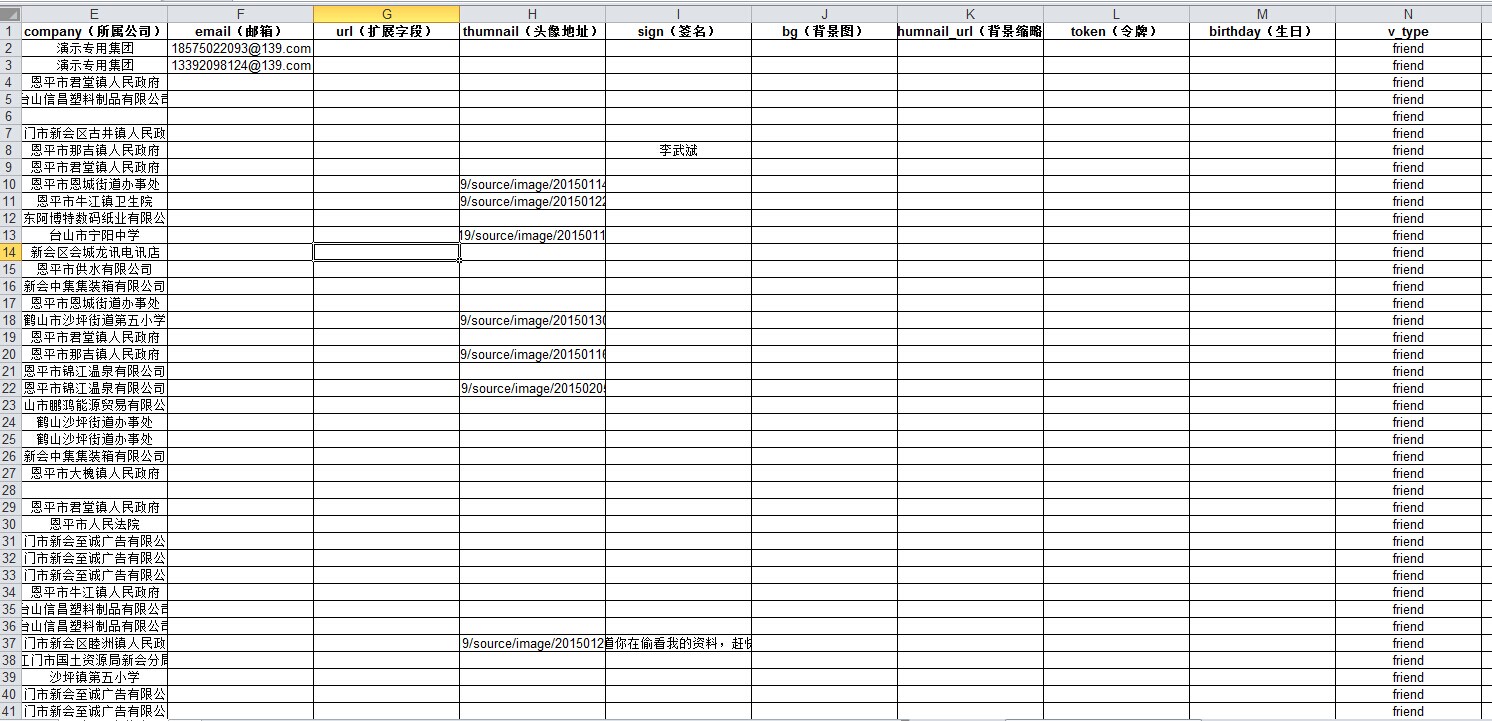 E F G H I J K L M N
1 company（所属公司） email（邮箱） url（扩展字段） thumnail（头像地址） sign（签名） bg（背景图） humnail_url（背景缩略 token（令牌） birthday（生日） v_type
2 演示专用集团 18575022093@139.com friend
3 演示专用集团 13392098124@139.com friend
4 恩平市君堂镇人民政府 friend
5 台山信昌塑料制品有限公司 friend
6 friend
7 门市新会区古井镇人民政 friend
8 恩平市那吉镇人民政府 李武斌 friend
9 恩平市君堂镇人民政府 friend
10 恩平市恩城街道办事处 9/source/image/20150114 friend
11 恩平市牛江镇卫生院 9/source/image/20150122 friend
12 东阿博特数码纸业有限公 friend
13 台山市宁阳中学 19/source/image/2015011 friend
14 新会区会城龙讯电讯店 friend
15 恩平市供水有限公司 friend
16 新会中集集装箱有限公司 friend
17 恩平市恩城街道办事处 friend
18 鹤山市沙坪街道第五小学 9/source/image/20150130 friend
19 恩平市君堂镇人民政府 friend
20 恩平市那吉镇人民政府 9/source/image/20150116 friend
21 恩平市锦江温泉有限公司 friend
22 恩平市锦江温泉有限公司 9/source/image/20150209 friend
23 山市鹏鸿能源贸易有限公 friend
24 鹤山沙坪街道办事处 friend
25 鹤山沙坪街道办事处 friend
26 新会中集集装箱有限公司 friend
27 恩平市大槐镇人民政府 friend
28 friend
29 恩平市君堂镇人民政府 friend
30 恩平市人民法院 friend
31 门市新会至诚广告有限公 friend
32 门市新会至诚广告有限公 friend
33 门市新会至诚广告有限公 friend
34 恩平市牛江镇人民政府 friend
35 台山信昌塑料制品有限公司 friend
36 台山信昌塑料制品有限公司 friend
37 门市新会区睦洲镇人民政 9/source/image/2015012 道你在偷看我的资料，赶快 friend
38 江门市国土资源局新会分局 friend
39 沙坪镇第五小学 friend
40 门市新会至诚广告有限公 friend
41 门市新会至诚广告有限公 friend